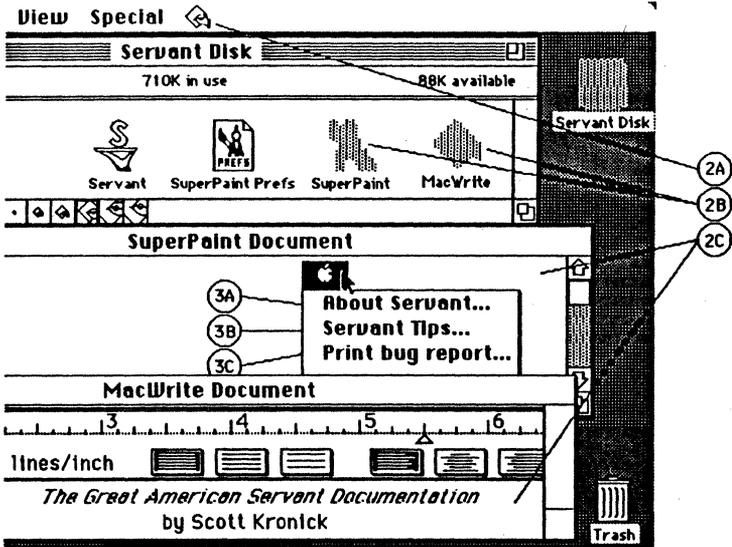 View Special
Servant Disk
710K in use 88K available
Servant Disk
PREFS
Servant SuperPaint Prefs SuperPaint MacWrite
2A
2B
2C
SuperPaint Document
3A About Servant...
3B Servant Tips...
3C Print bug report...
MacWrite Document
3 4 5 6
lines/inch
The Great American Servant Documentation
by Scott Kronick
Trash